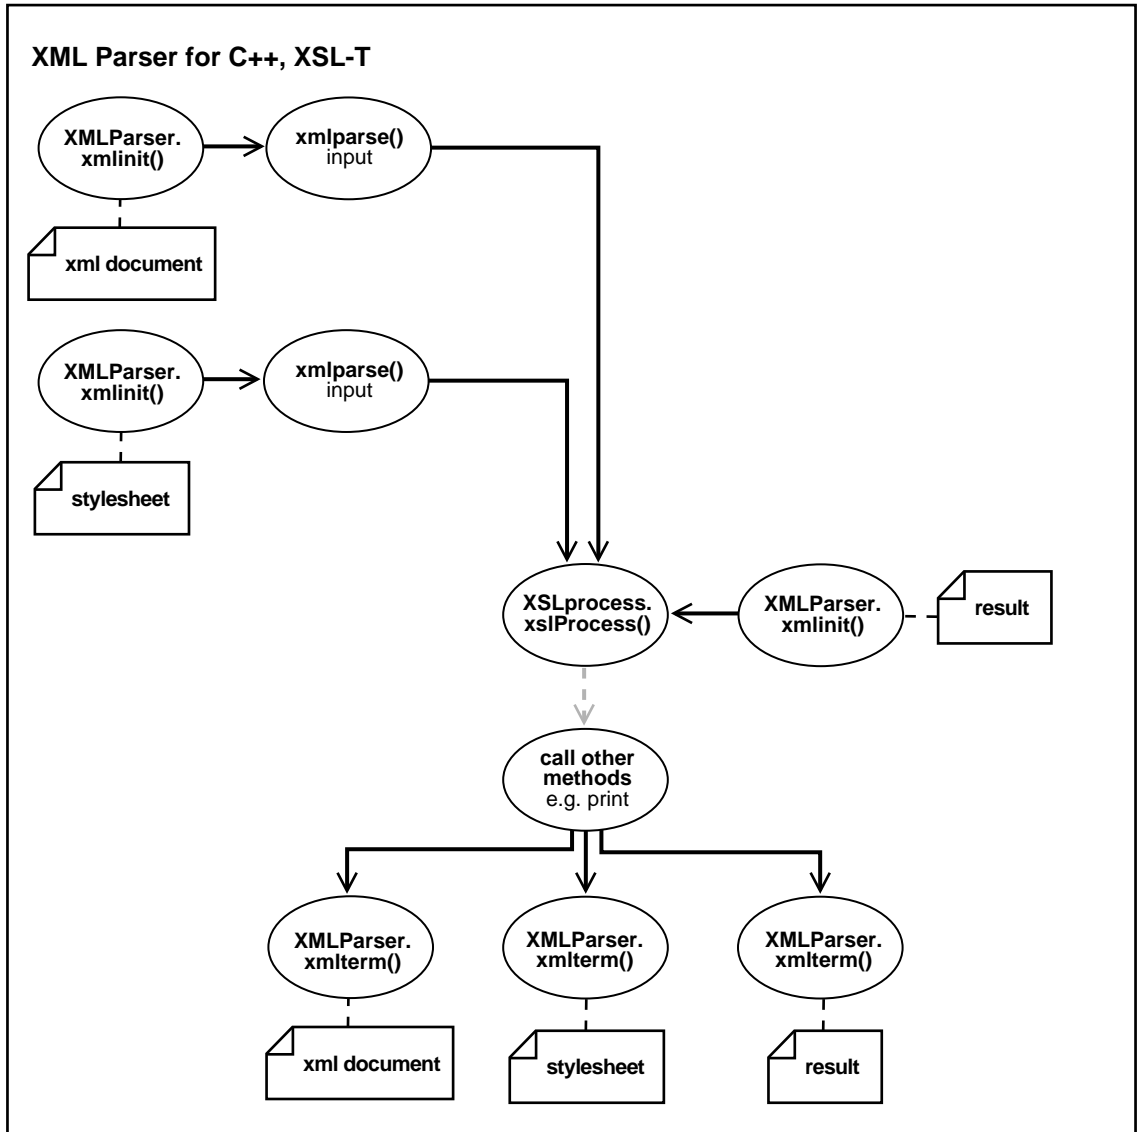 XML Parser for C++, XSL-T
XMLParser.
xmlinit()
xmlparse()
input
xml document
XMLParser.
xmlinit()
xmlparse()
input
stylesheet
XSLprocess.
xslProcess()
XMLParser.
xmlinit()
result
call other
methods
e.g. print
XMLParser.
xmlterm()
XMLParser.
xmlterm()
XMLParser.
xmlterm()
xml document
stylesheet
result